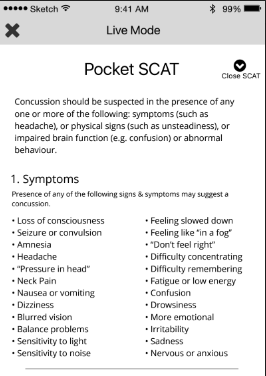 Sketch 9:41 AM 99%
Live Mode
Pocket SCAT
Close SCAT
Concussion should be suspected in the presence of any
one or more of the following: symptoms (such as
headache), or physical signs (such as unsteadiness), or
impaired brain function (e.g. confusion) or abnormal
behaviour.
1. Symptoms
Presence of any of the following signs & symptoms may suggest a
concussion.
• Loss of consciousness
• Seizure or convulsion
• Amnesia
• Headache
• “Pressure in head”
• Neck Pain
• Nausea or vomiting
• Dizziness
• Blurred vision
• Balance problems
• Sensitivity to light
• Sensitivity to noise
• Feeling slowed down
• Feeling like “in a fog”
• “Don’t feel right”
• Difficulty concentrating
• Difficulty remembering
• Fatigue or low energy
• Confusion
• Drowsiness
• More emotional
• Irritability
• Sadness
• Nervous or anxious